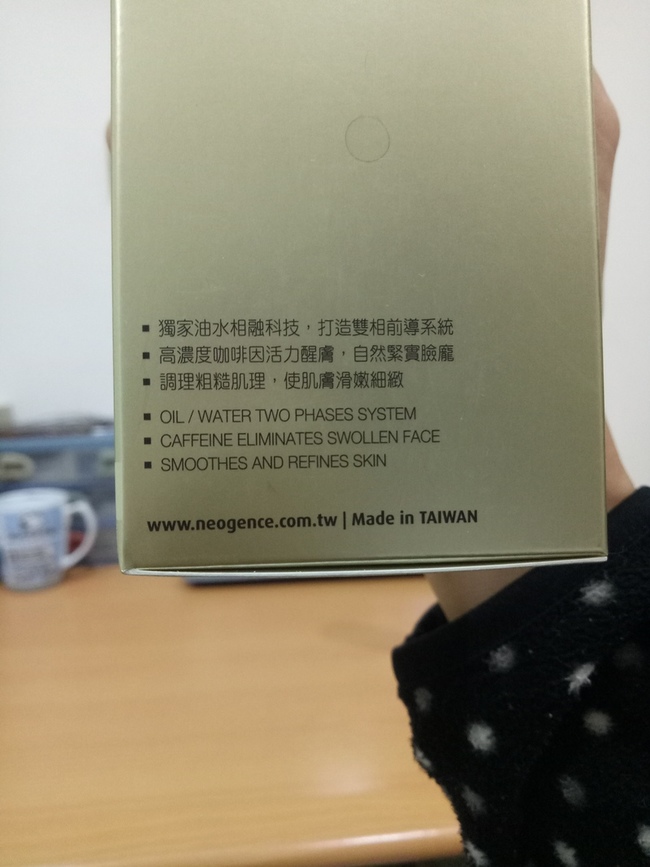 ▪ 獨家油水相融科技，打造雙相前導系統
▪ 高濃度咖啡因活力醒膚，自然緊實臉龐
▪ 調理粗糙肌理，使肌膚滑嫩細緻
▪ OIL / WATER TWO PHASES SYSTEM
▪ CAFFEINE ELIMINATES SWOLLEN FACE
▪ SMOOTHES AND REFINES SKIN
www.neogence.com.tw | Made in TAIWAN